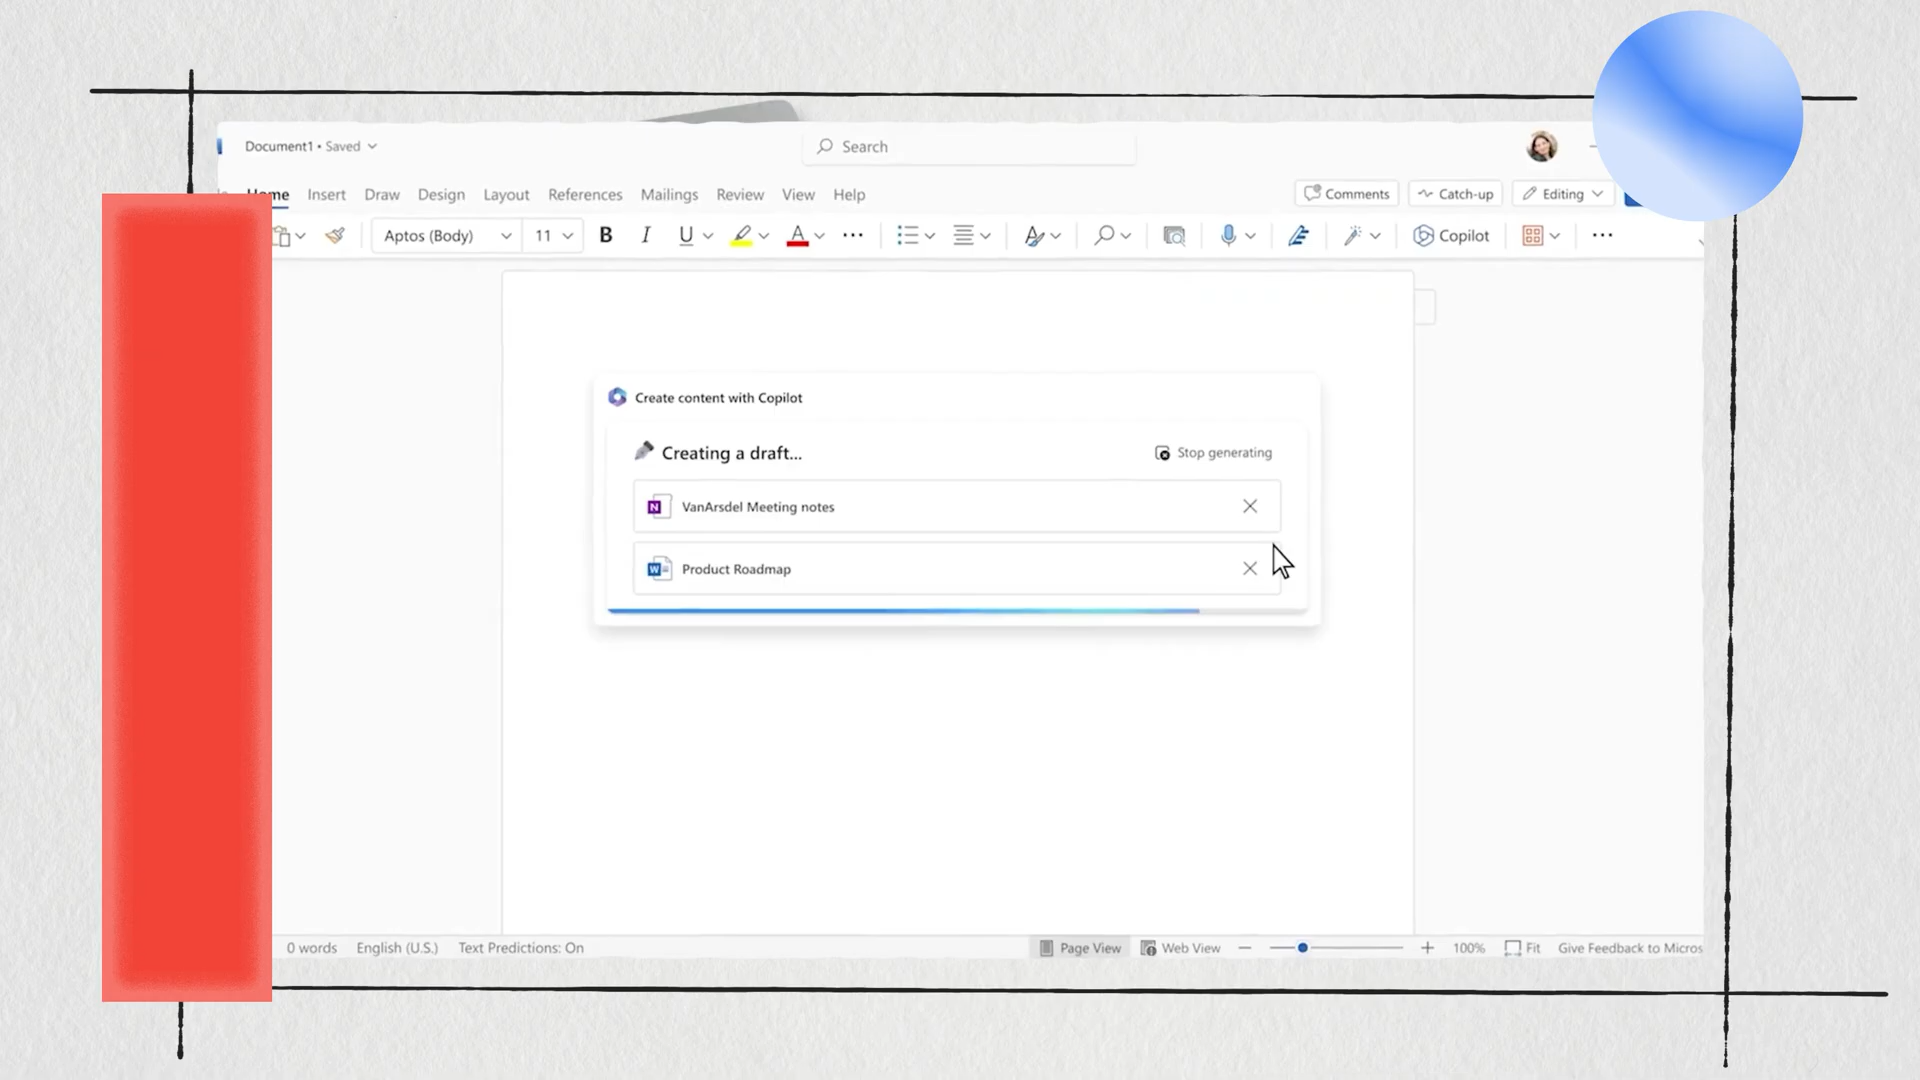 Document1 • Saved
Search
Home Insert Draw Design Layout References Mailings Review View Help
Comments Catch-up Editing
Aptos (Body) 11 B I U A A Copilot
Create content with Copilot
Creating a draft...
Stop generating
N VanArsdel Meeting notes
W Product Roadmap
0 words English (U.S.) Text Predictions: On
Page View Web View 100% Fit Give Feedback to Micros